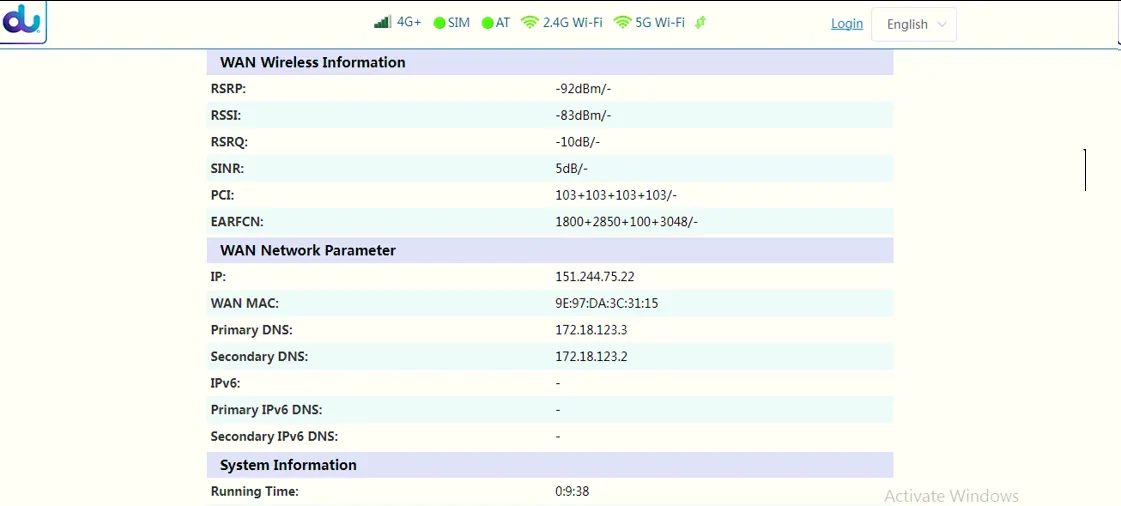 du 4G+ SIM AT 2.4G Wi-Fi 5G Wi-Fi Login English
WAN Wireless Information
RSRP: -92dBm/-
RSSI: -83dBm/-
RSRQ: -10dB/-
SINR: 5dB/-
PCI: 103+103+103+103/-
EARFCN: 1800+2850+100+3048/-
WAN Network Parameter
IP: 151.244.75.22
WAN MAC: 9E:97:DA:3C:31:15
Primary DNS: 172.18.123.3
Secondary DNS: 172.18.123.2
IPv6: -
Primary IPv6 DNS: -
Secondary IPv6 DNS: -
System Information
Running Time: 0:9:38
Activate Windows